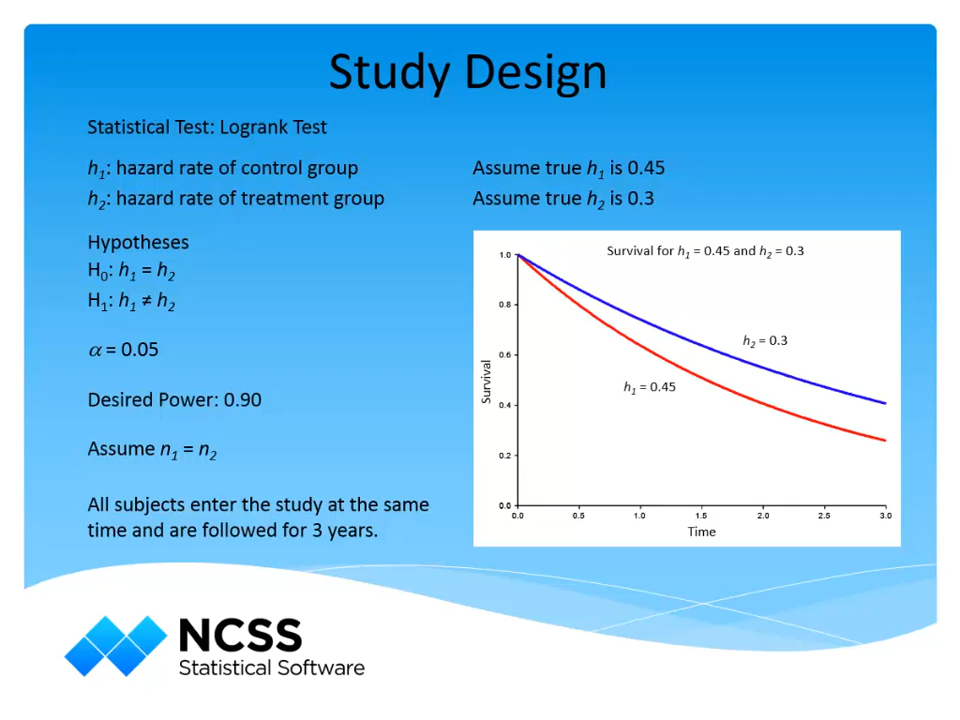 Study Design
Statistical Test: Logrank Test
h1: hazard rate of control group
Assume true h1 is 0.45
h2: hazard rate of treatment group
Assume true h2 is 0.3
Hypotheses
H0: h1 = h2
H1: h1 ≠ h2
α = 0.05
Desired Power: 0.90
Assume n1 = n2
All subjects enter the study at the same
time and are followed for 3 years.
Survival for h1 = 0.45 and h2 = 0.3
1.0
0.8
0.6
0.4
0.2
0.0
Survival
h2 = 0.3
h1 = 0.45
0.0 0.5 1.0 1.5 2.0 2.5 3.0
Time
NCSS
Statistical Software